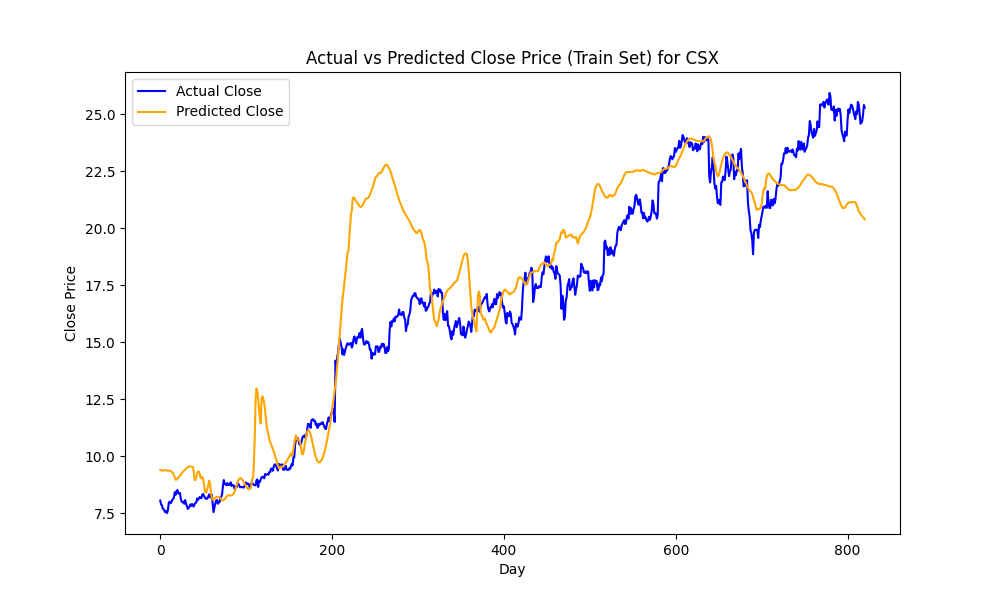 Actual vs Predicted Close Price (Train Set) for CSX
Actual Close
Predicted Close
25.0
22.5
20.0
17.5
15.0
12.5
10.0
7.5
Close Price
0 200 400 600 800
Day